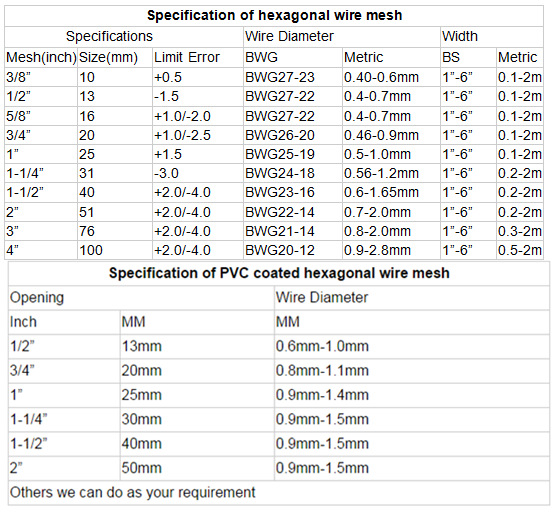 Specification of hexagonal wire mesh
Specifications Wire Diameter Width
Mesh(inch) Size(mm) Limit Error BWG Metric BS Metric
3/8” 10 +0.5 BWG27-23 0.40-0.6mm 1”-6” 0.1-2m
1/2” 13 -1.5 BWG27-22 0.4-0.7mm 1”-6” 0.1-2m
5/8” 16 +1.0/-2.0 BWG27-22 0.4-0.7mm 1”-6” 0.1-2m
3/4” 20 +1.0/-2.5 BWG26-20 0.46-0.9mm 1”-6” 0.1-2m
1” 25 +1.5 BWG25-19 0.5-1.0mm 1”-6” 0.1-2m
1-1/4” 31 -3.0 BWG24-18 0.56-1.2mm 1”-6” 0.2-2m
1-1/2” 40 +2.0/-4.0 BWG23-16 0.6-1.65mm 1”-6” 0.2-2m
2” 51 +2.0/-4.0 BWG22-14 0.7-2.0mm 1”-6” 0.2-2m
3” 76 +2.0/-4.0 BWG21-14 0.8-2.0mm 1”-6” 0.3-2m
4” 100 +2.0/-4.0 BWG20-12 0.9-2.8mm 1”-6” 0.5-2m
Specification of PVC coated hexagonal wire mesh
Opening Wire Diameter
Inch MM MM
1/2” 13mm 0.6mm-1.0mm
3/4” 20mm 0.8mm-1.1mm
1” 25mm 0.9mm-1.4mm
1-1/4” 30mm 0.9mm-1.5mm
1-1/2” 40mm 0.9mm-1.5mm
2” 50mm 0.9mm-1.5mm
Others we can do as your requirement